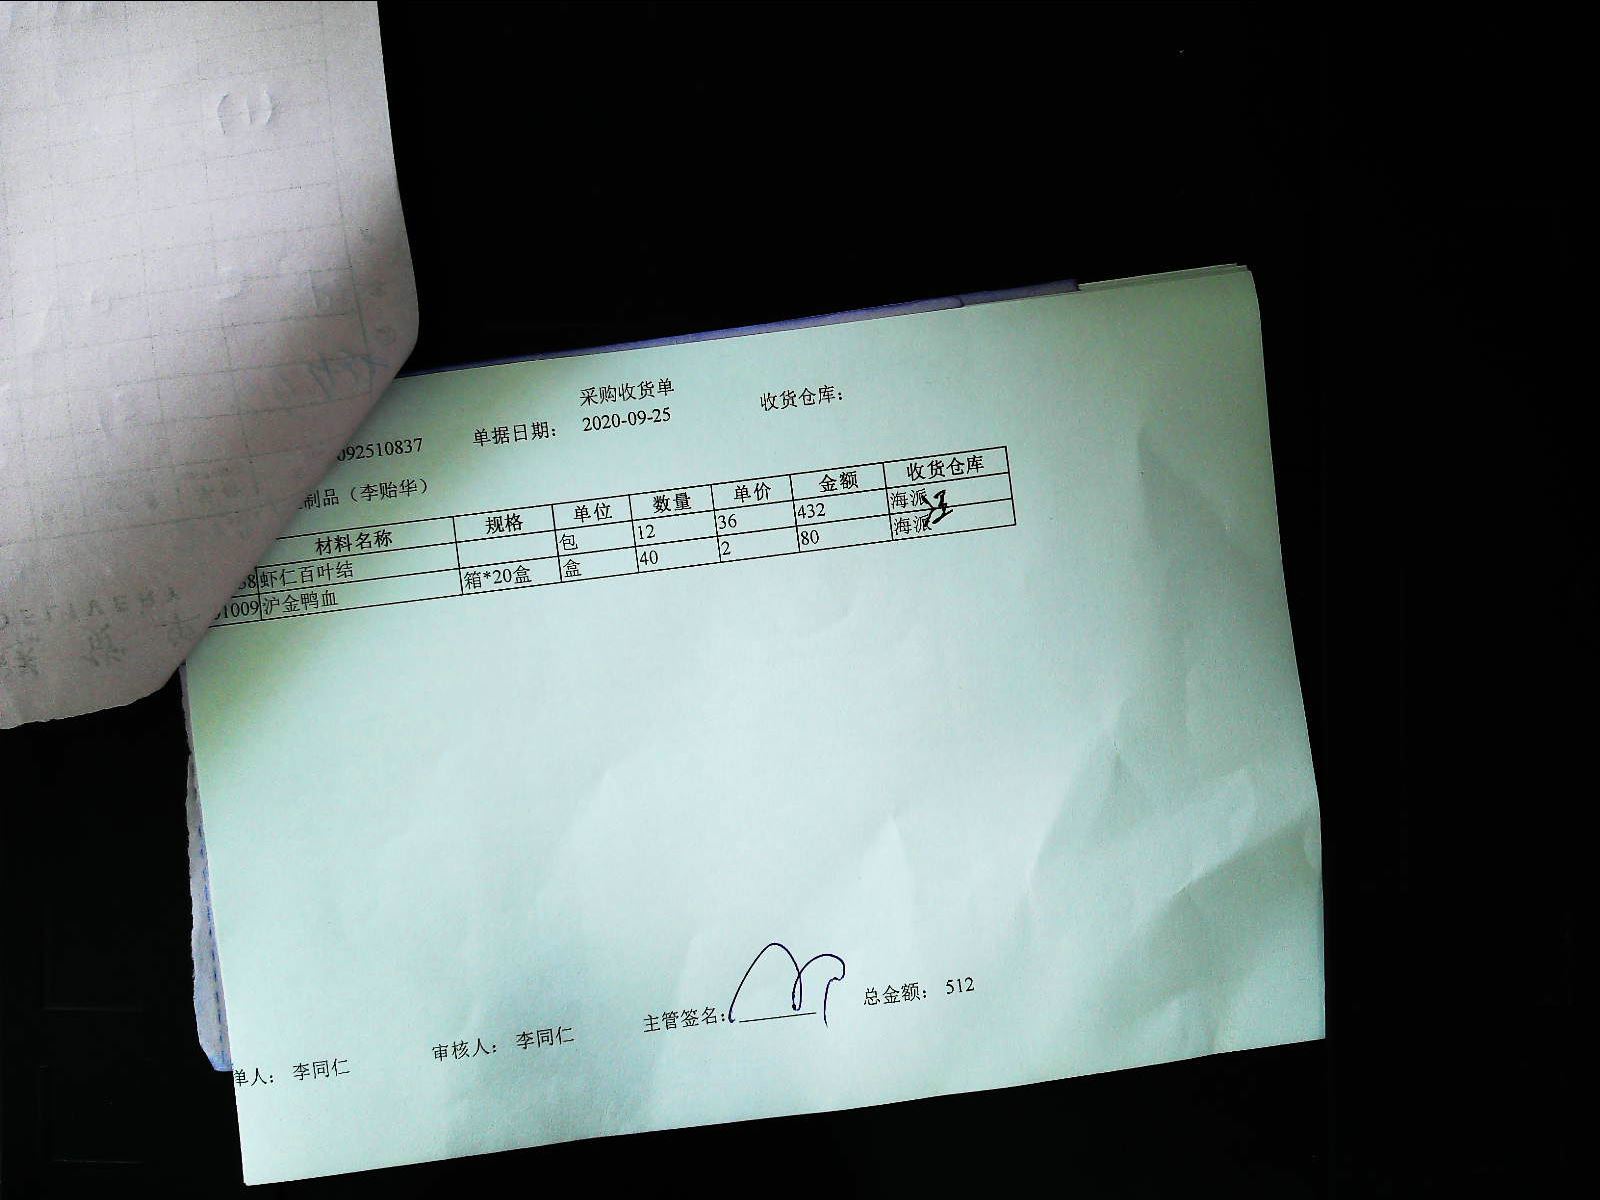 采购收货单
092510837 单据日期: 2020-09-25 收货仓库:
制品（李贻华）
材料名称 规格 单位 数量 单价 金额 收货仓库
38 虾仁百叶结 包 12 36 432 海派
1009 沪金鸭血 箱*20盒 盒 40 2 80 海派
主管签名: 总金额: 512
单人: 李同仁 审核人: 李同仁